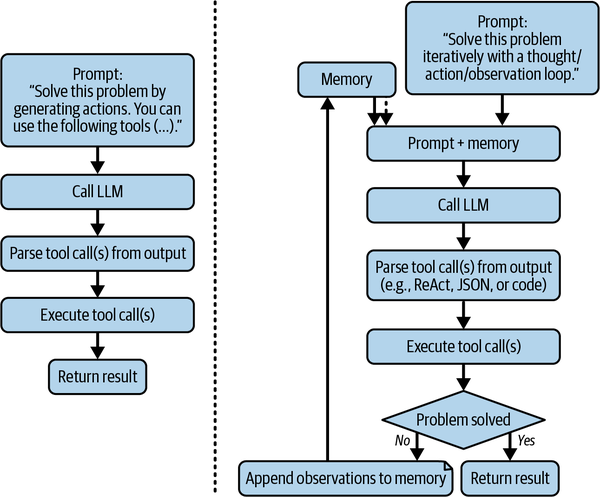 Prompt:
“Solve this problem by
generating actions. You can
use the following tools (...).”
Call LLM
Parse tool call(s) from output
Execute tool call(s)
Return result
Prompt:
“Solve this problem
iteratively with a thought/
action/observation loop.”
Memory
Prompt + memory
Call LLM
Parse tool call(s) from output
(e.g., ReAct, JSON, or code)
Execute tool call(s)
Problem solved
No
Yes
Append observations to memory
Return result